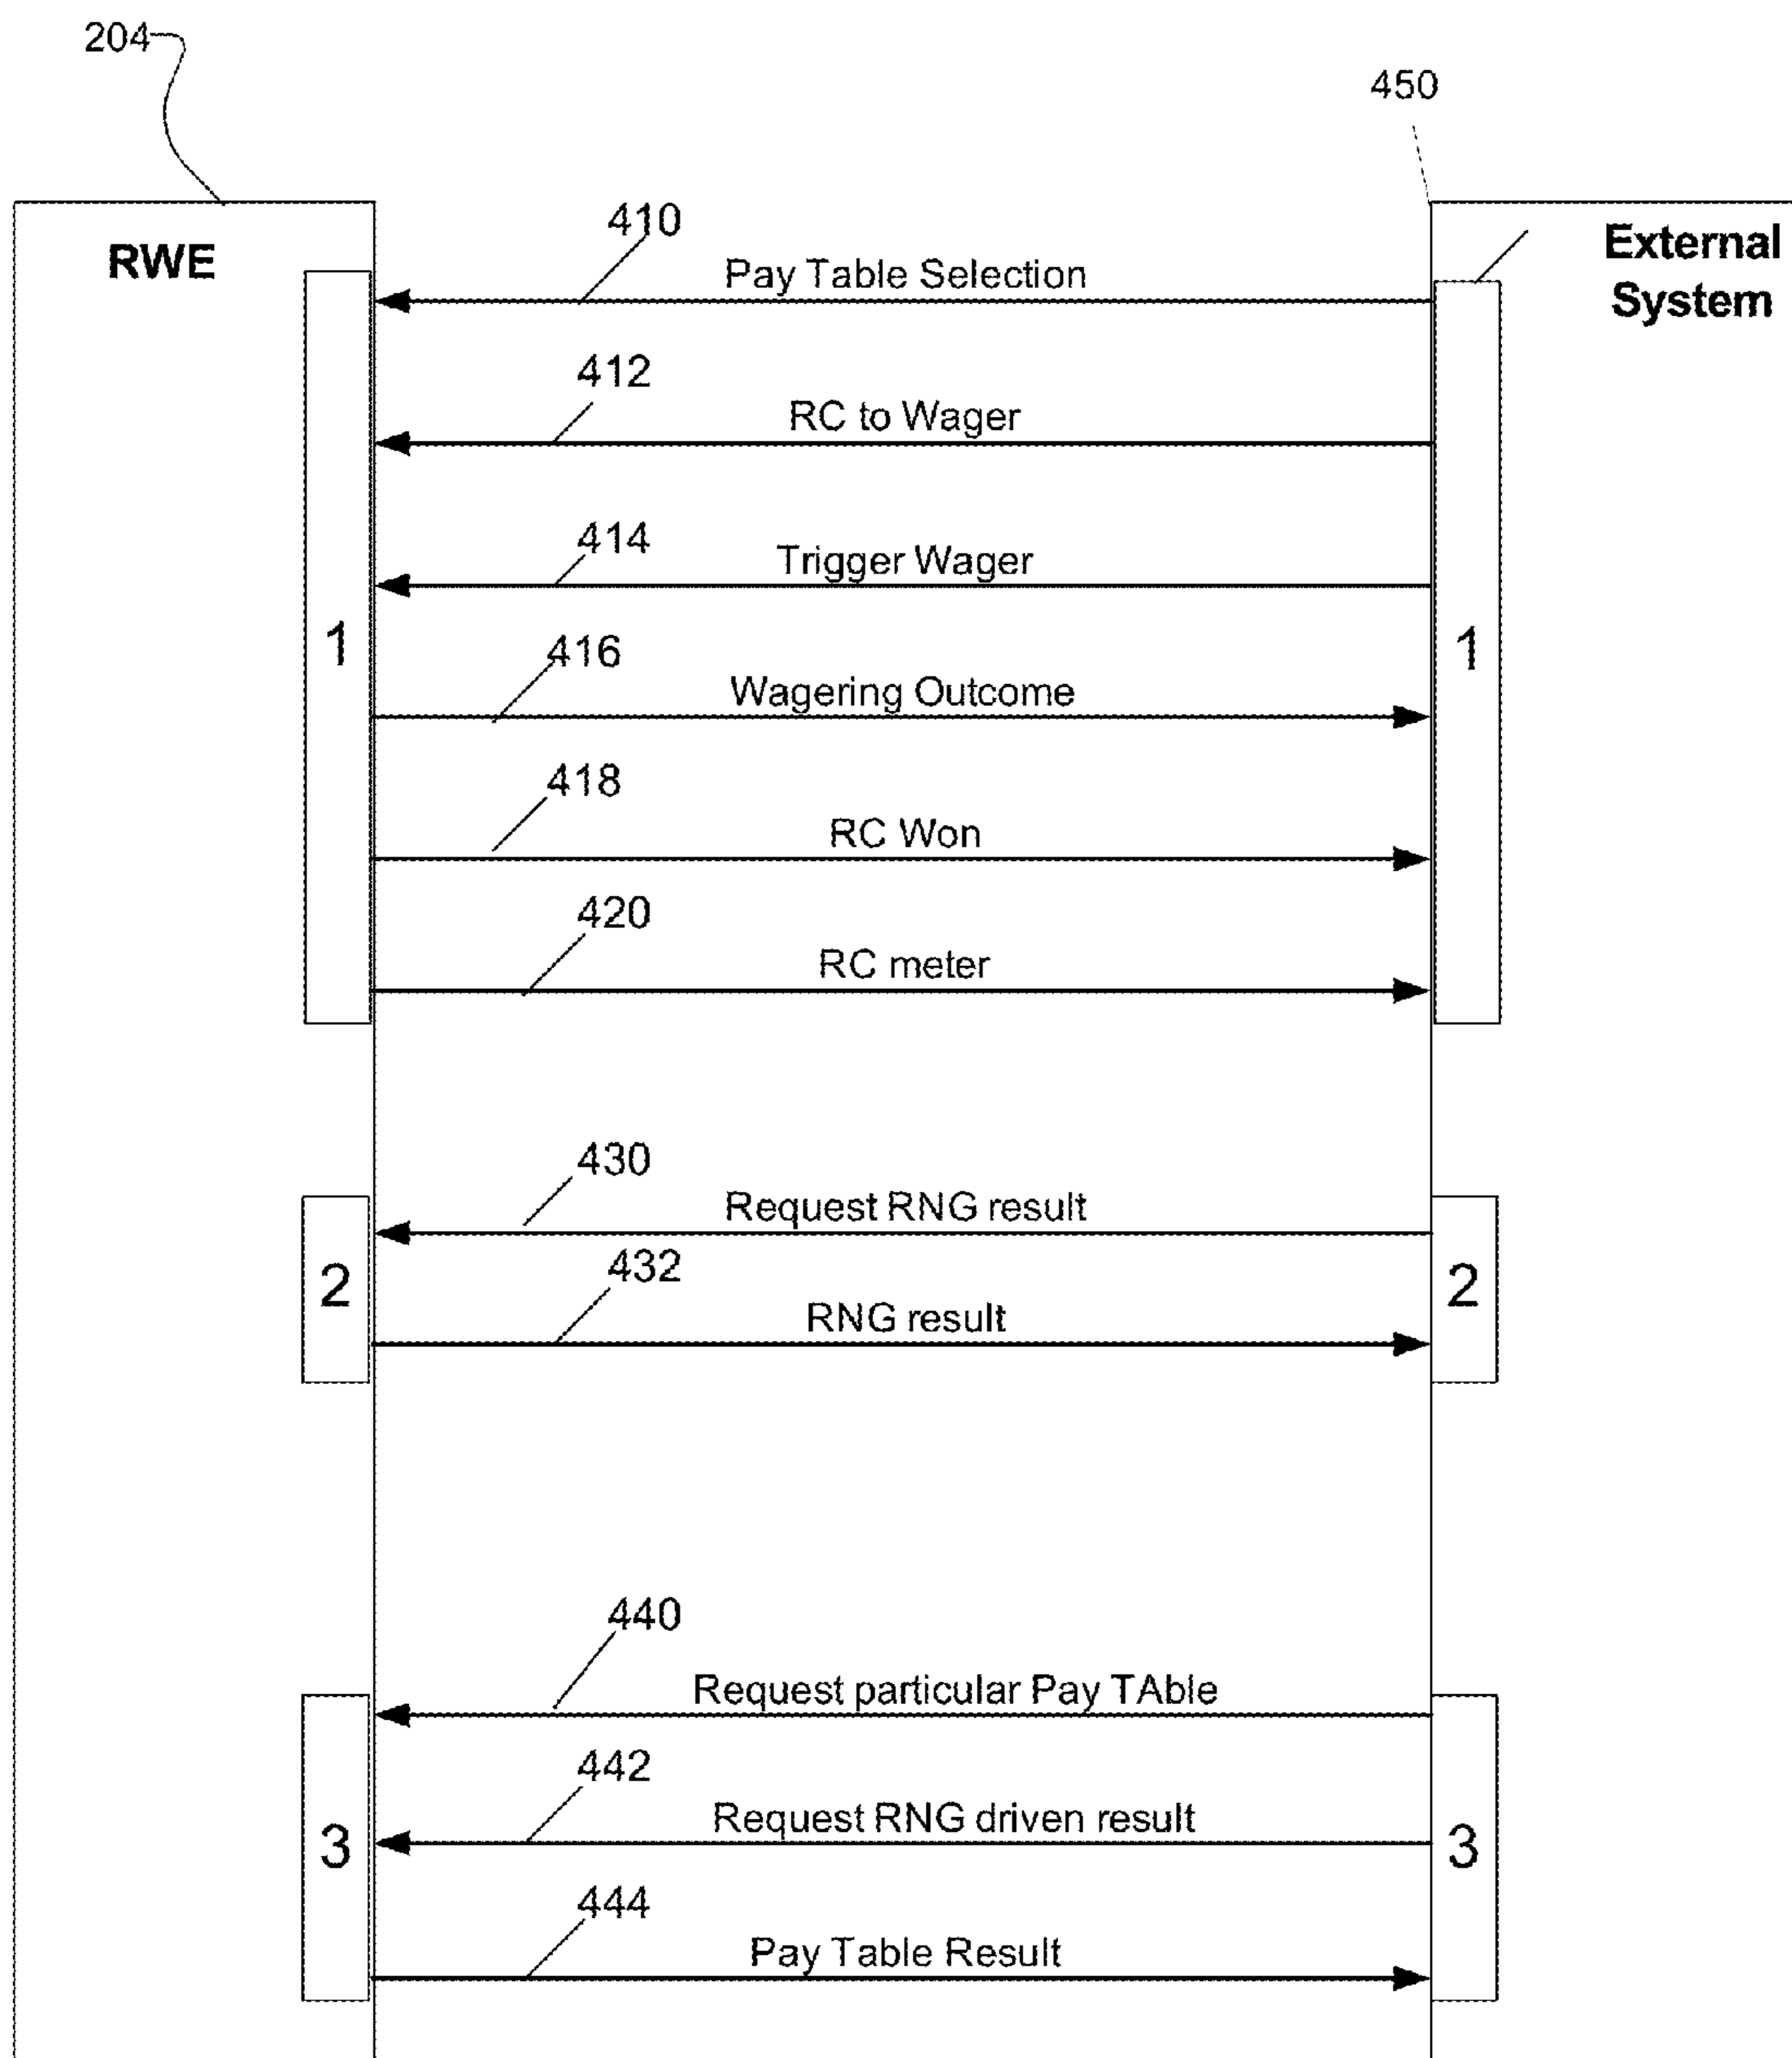 204
450
RWE
External
System
410
Pay Table Selection
412
RC to Wager
414
Trigger Wager
1
1
416
Wagering Outcome
418
RC Won
420
RC meter
430
Request RNG result
2
2
432
RNG result
440
Request particular Pay TAble
442
Request RNG driven result
3
3
444
Pay Table Result